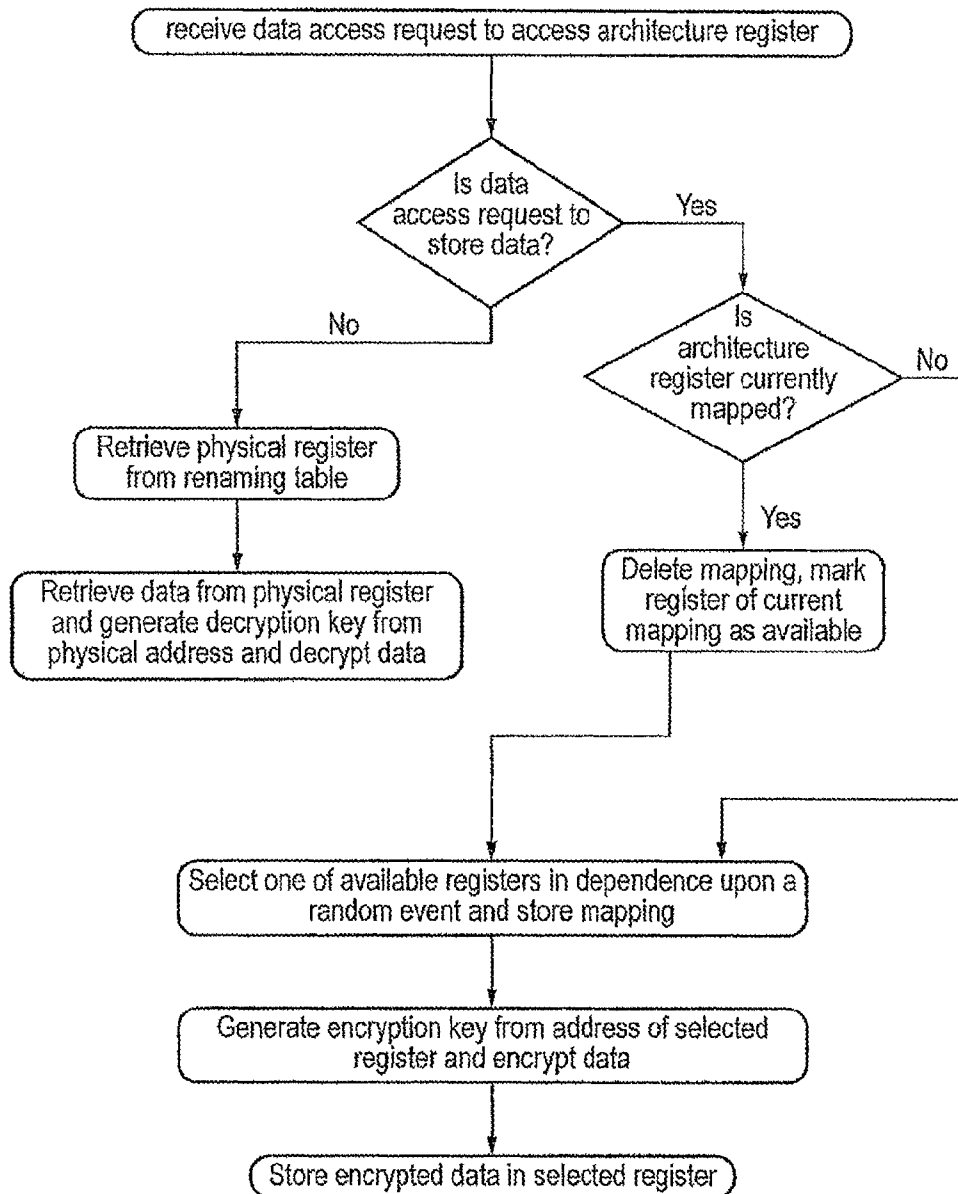 receive data access request to access architecture register
Is data
access request to
store data?
Yes
No
Is
architecture
register currently
mapped?
No
Yes
Retrieve physical register
from renaming table
Retrieve data from physical register
and generate decryption key from
physical address and decrypt data
Delete mapping, mark
register of current
mapping as available
Select one of available registers in dependence upon a
random event and store mapping
Generate encryption key from address of selected
register and encrypt data
Store encrypted data in selected register